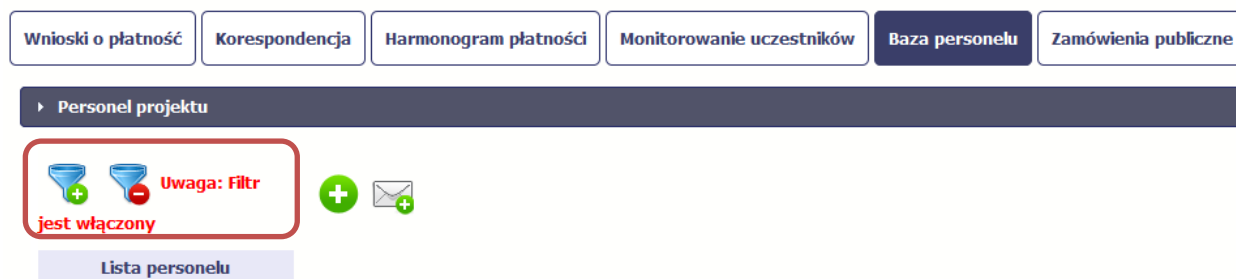 Wnioski o płatność Korespondencja Harmonogram płatności Monitorowanie uczestników Baza personelu Zamówienia publiczne
Personel projektu
Uwaga: Filtr
jest włączony
Lista personelu